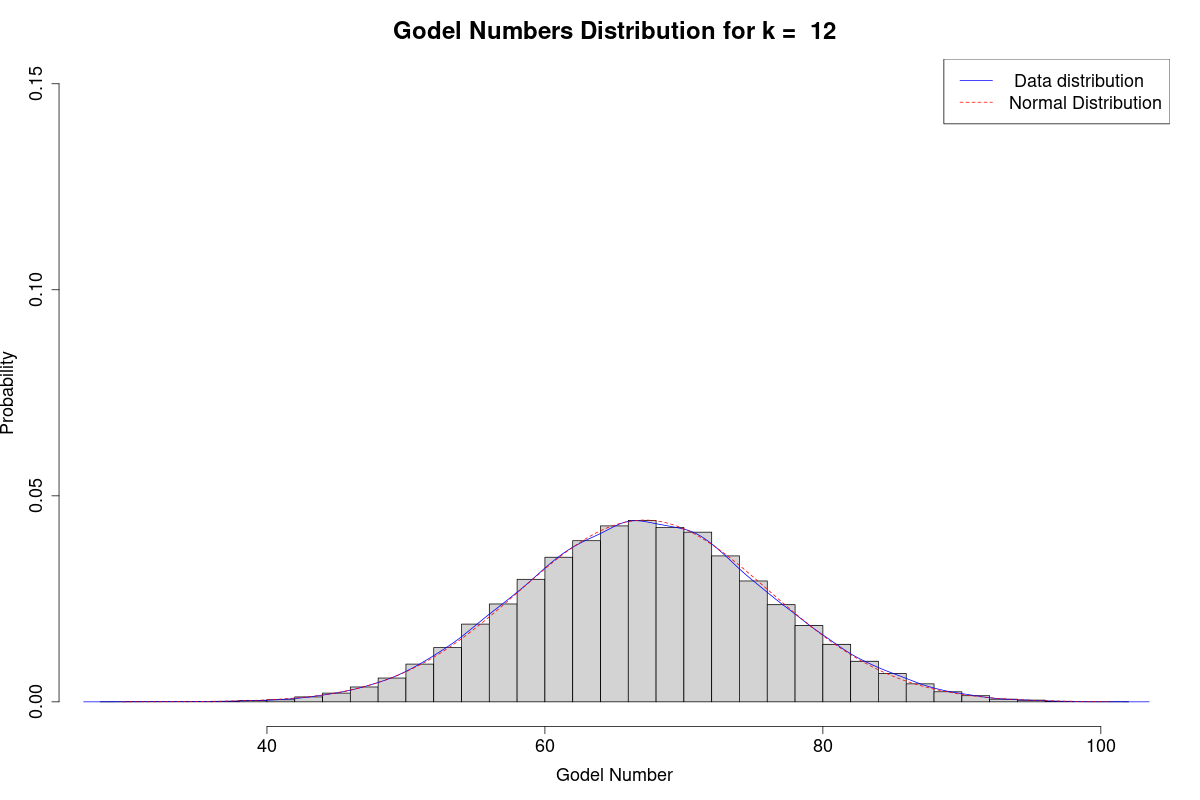 Godel Numbers Distribution for k =  12
Data distribution
Normal Distribution
0.15
0.10
0.05
0.00
Probability
40 60 80 100
Godel Number